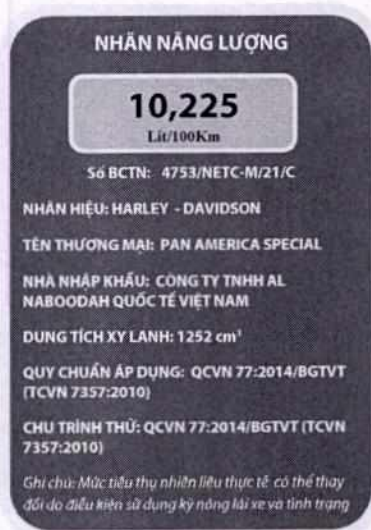 NHÃN NĂNG LƯỢNG
10,225
Lít/100Km
Số BCTN: 4753/NETC-M/21/C
NHÃN HIỆU: HARLEY - DAVIDSON
TÊN THƯƠNG MẠI: PAN AMERICA SPECIAL
NHÀ NHẬP KHẨU: CÔNG TY TNHH AL
NABOODAH QUỐC TẾ VIỆT NAM
DUNG TÍCH XY LANH: 1252 cm³
QUY CHUẨN ÁP DỤNG: QCVN 77:2014/BGTVT
(TCVN 7357:2010)
CHU TRÌNH THỬ: QCVN 77:2014/BGTVT (TCVN
7357:2010)
Ghi chú: Mức tiêu thụ nhiên liệu thực tế có thể thay
đổi do điều kiện sử dụng kỹ năng lái xe và tình trạng